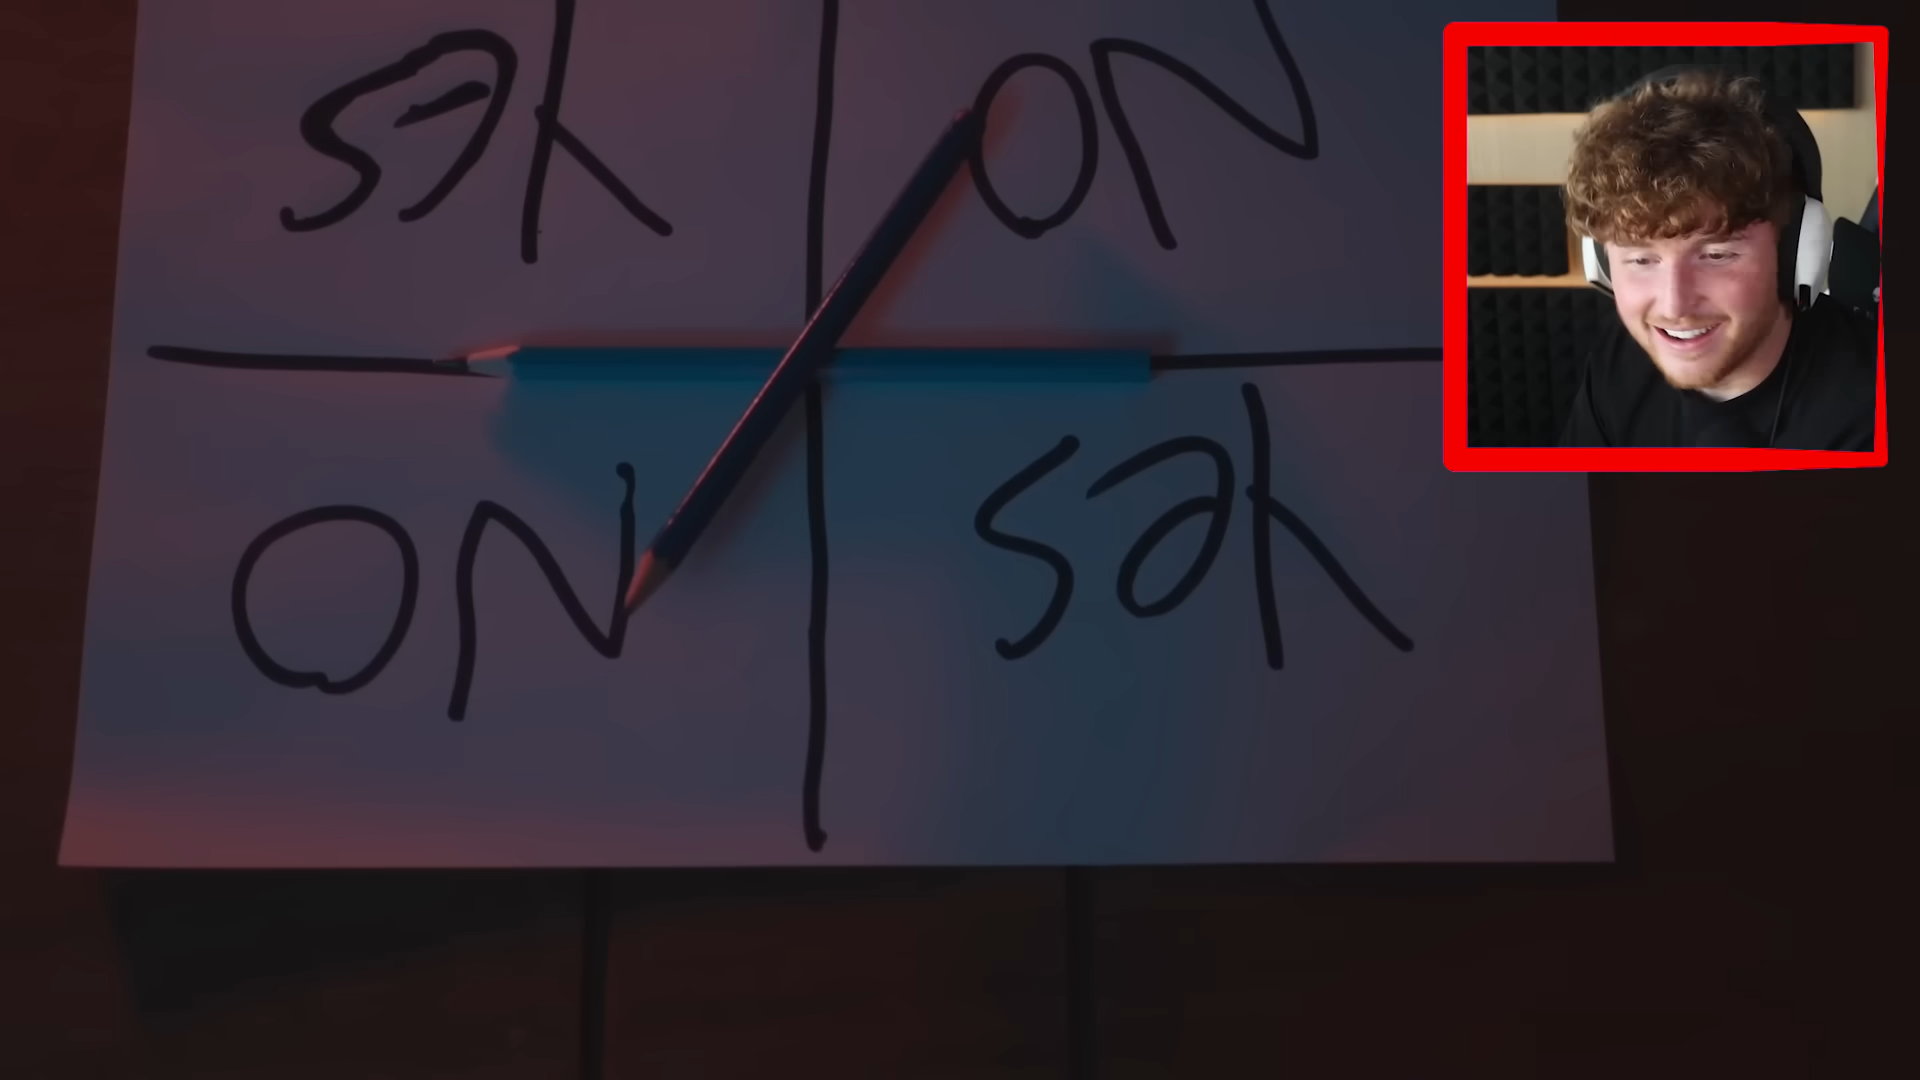 Yes NO
NO Yes